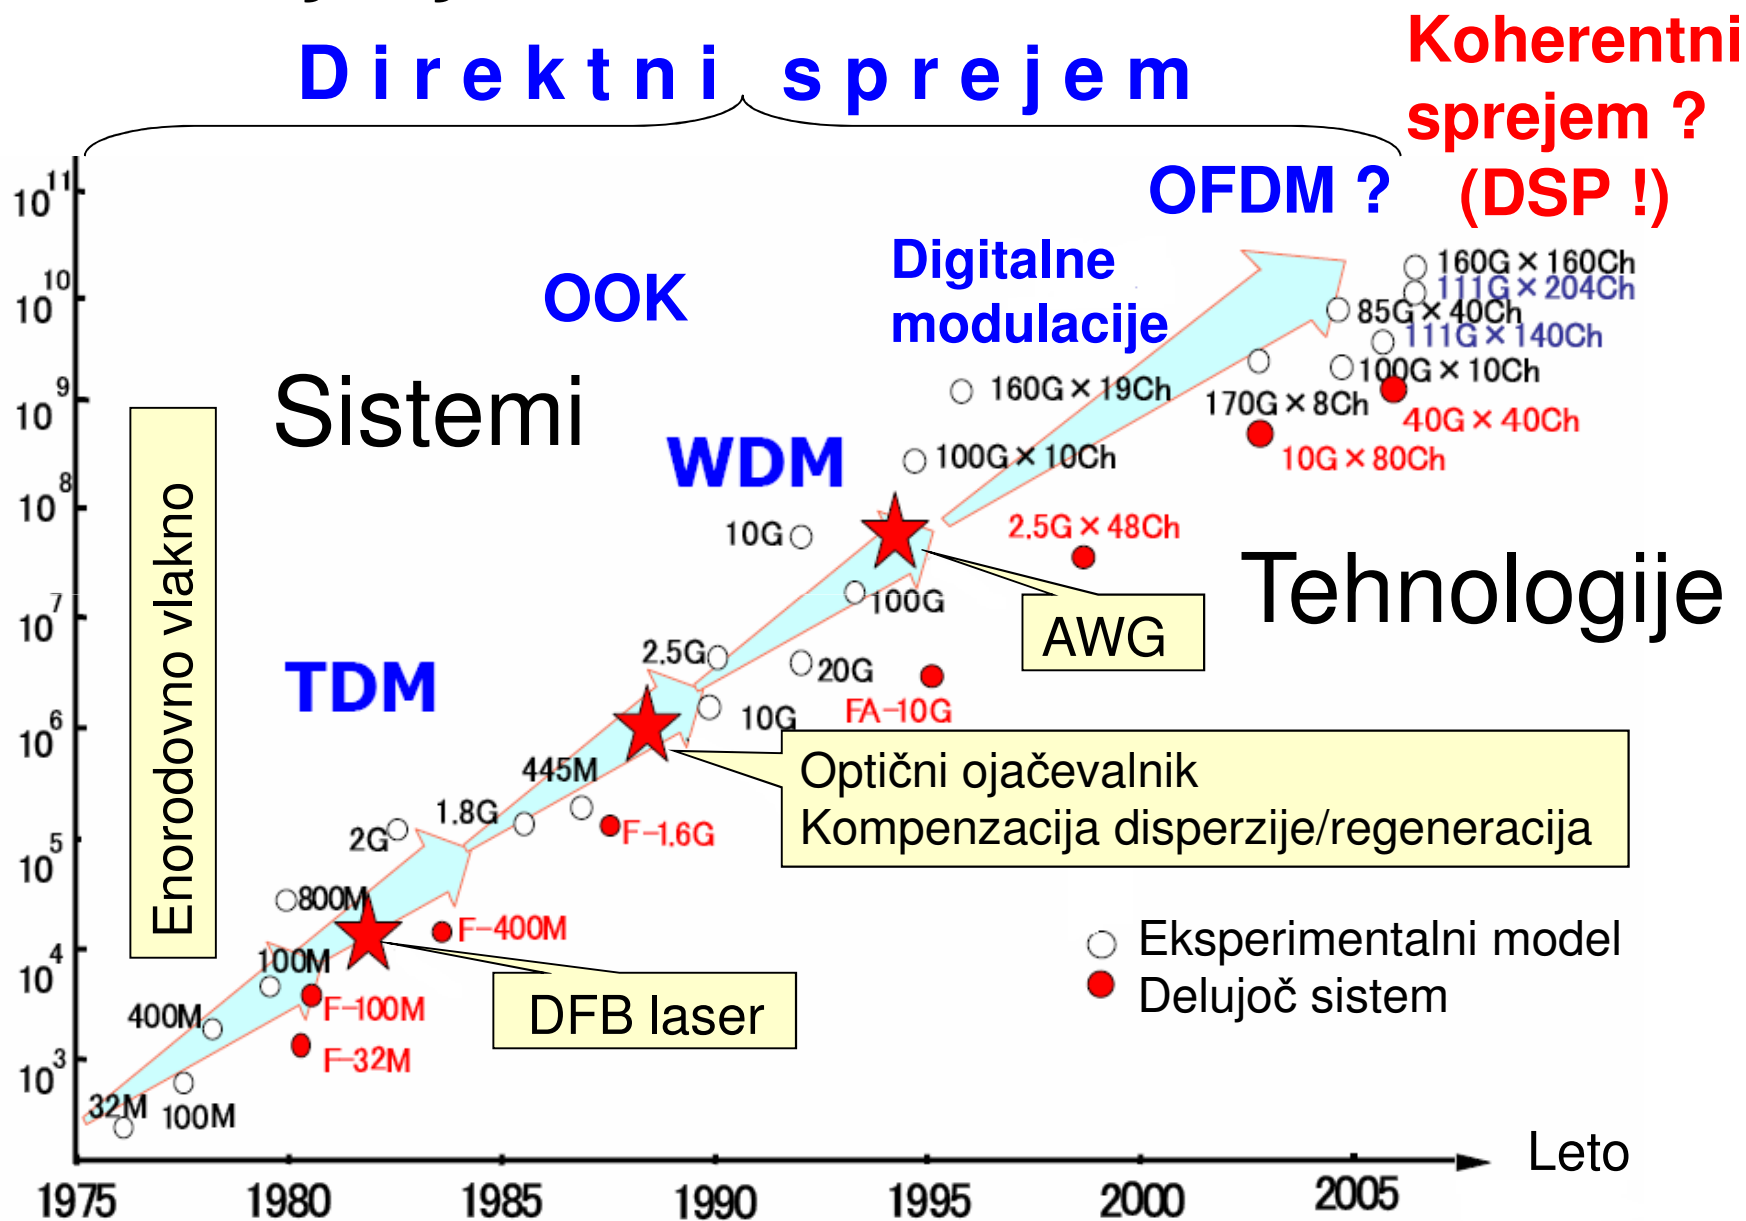 Direktni sprejem
Koherentni
sprejem ?
(DSP !)
OFDM ?
Digitalne
modulacije
OOK
Sistemi
WDM
TDM
Tehnologije
Enorodovno vlakno
10^11
10^10
10^9
10^8
10^7
10^6
10^5
10^4
10^3
160G×160Ch
111G×204Ch
85G×40Ch
111G×140Ch
100G×10Ch
160G×19Ch
170G×8Ch
40G×40Ch
10G×80Ch
100G×10Ch
2.5G×48Ch
10G
100G
AWG
2.5G
20G
10G
FA-10G
Optični ojačevalnik
Kompenzacija disperzije/regeneracija
445M
1.8G
2G
F-1.6G
800M
F-400M
100M
F-100M
400M
F-32M
DFB laser
32M
100M
Eksperimentalni model
Delujoč sistem
Leto
1975
1980
1985
1990
1995
2000
2005